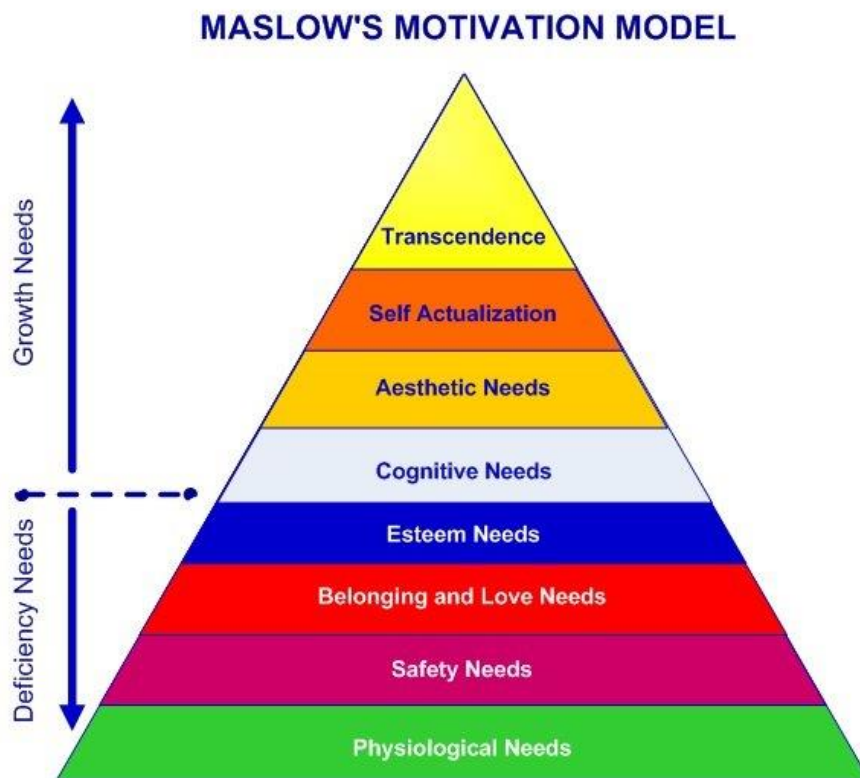 MASLOW'S MOTIVATION MODEL
Growth Needs
Deficiency Needs
Transcendence
Self Actualization
Aesthetic Needs
Cognitive Needs
Esteem Needs
Belonging and Love Needs
Safety Needs
Physiological Needs